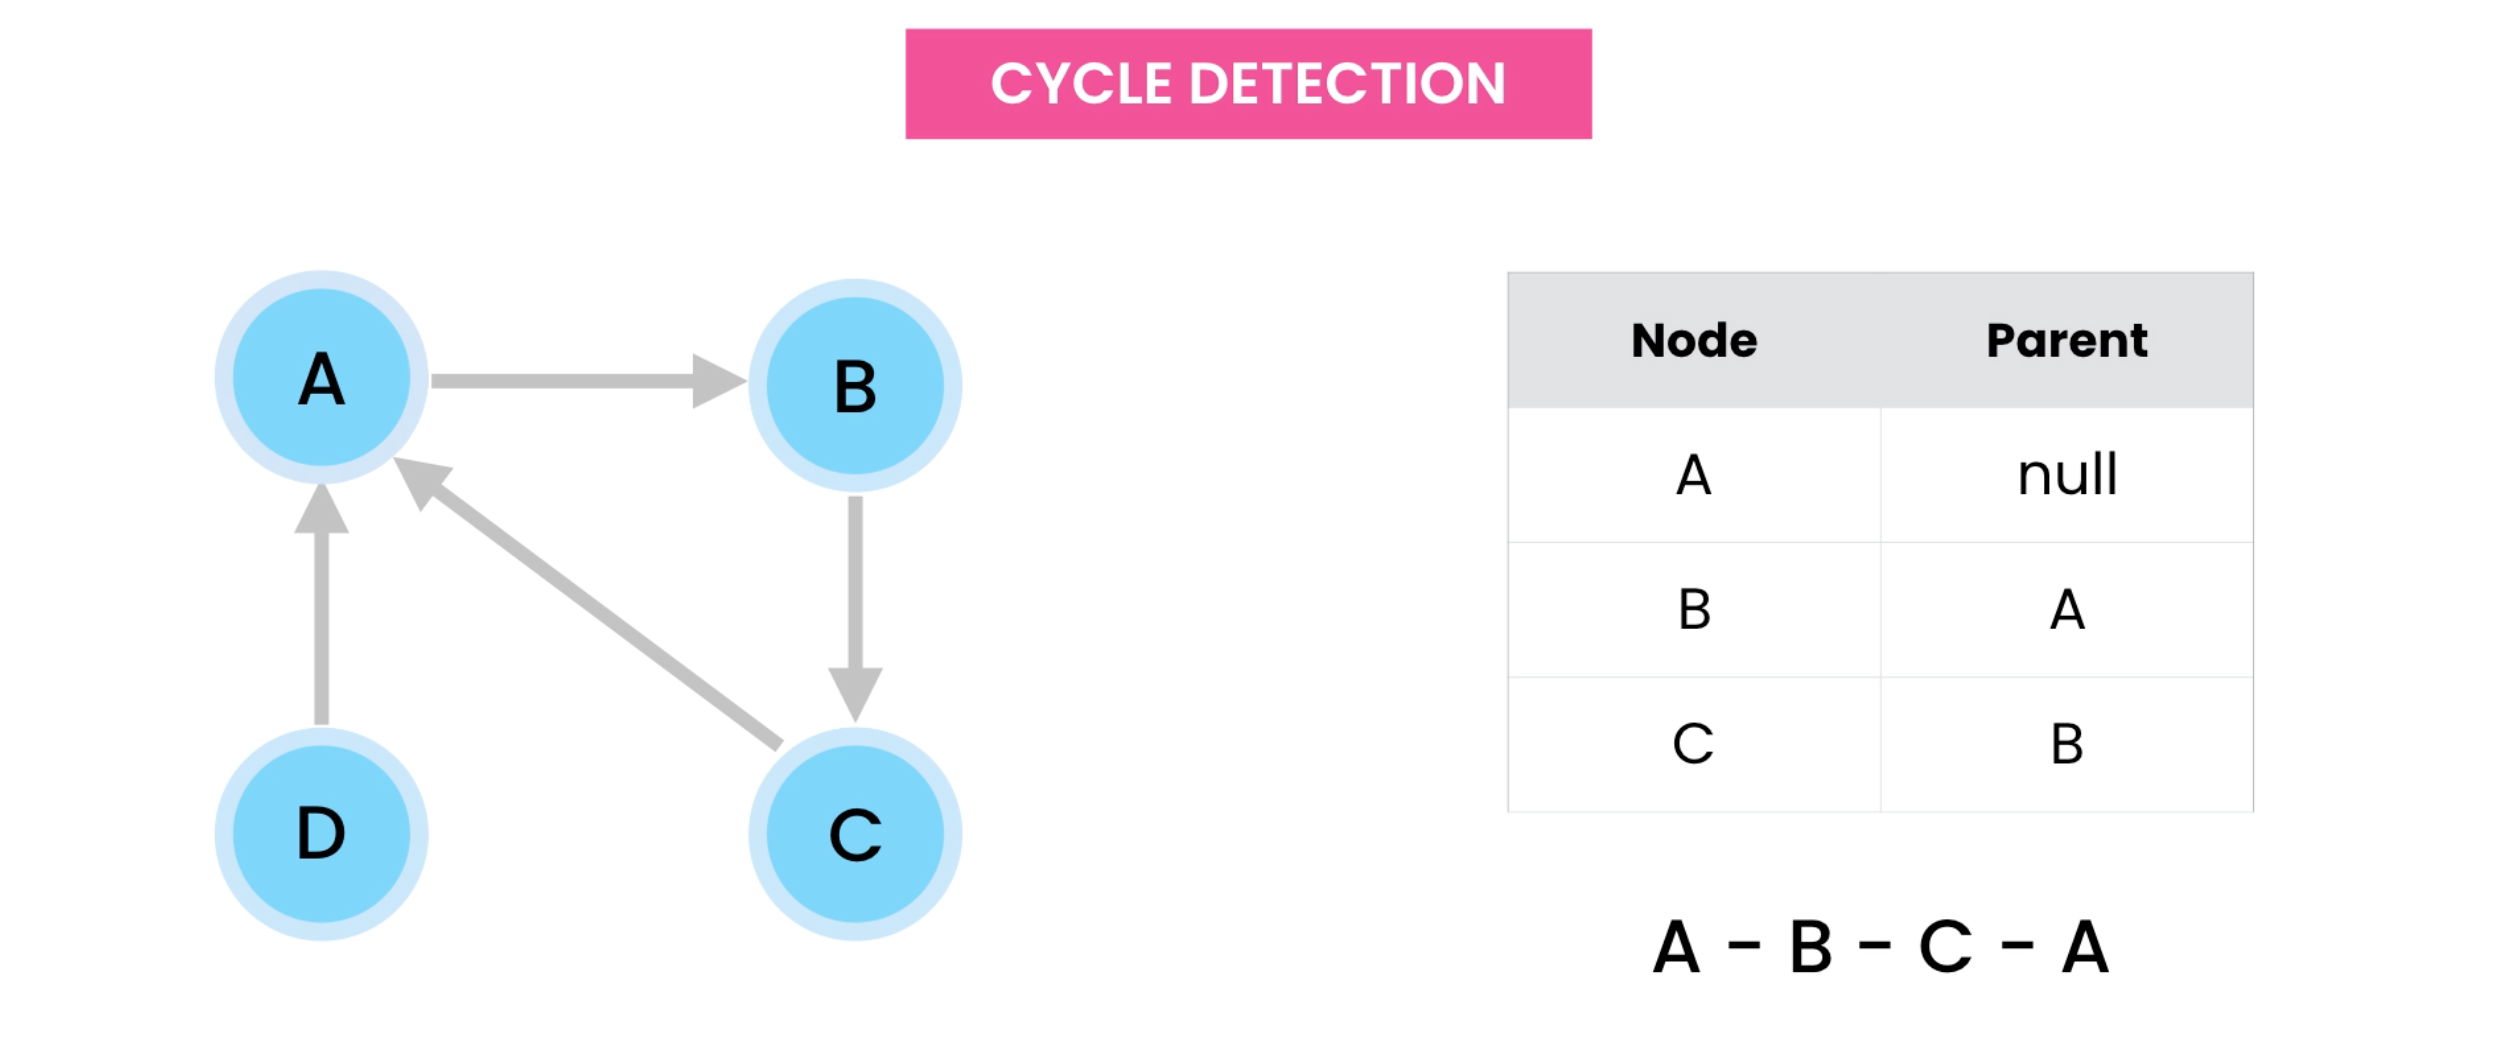 CYCLE DETECTION
A
B
D
C
Node Parent
A null
B A
C B
A - B - C - A